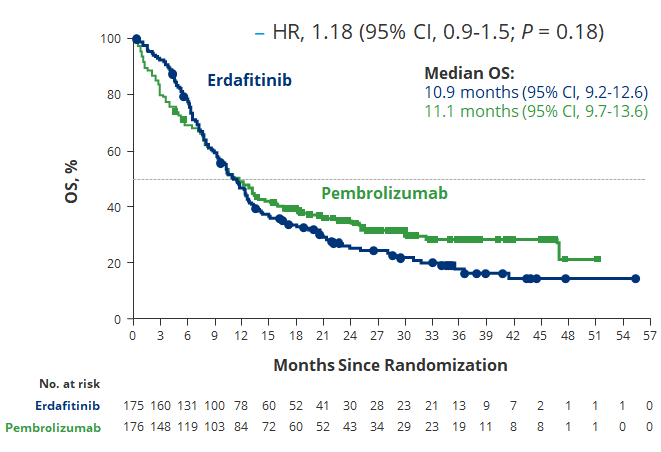 – HR, 1.18 (95% CI, 0.9-1.5; P = 0.18)
Median OS:
10.9 months (95% CI, 9.2-12.6)
11.1 months (95% CI, 9.7-13.6)
Erdafitinib
Pembrolizumab
OS, %
100
80
60
40
20
0
0 3 6 9 12 15 18 21 24 27 30 33 36 39 42 45 48 51 54 57
Months Since Randomization
No. at risk
Erdafitinib 175 160 131 100 78 60 52 41 30 28 23 21 13 9 7 2 1 1 1 0
Pembrolizumab 176 148 119 103 84 72 60 52 43 34 29 23 19 11 8 8 1 1 0 0